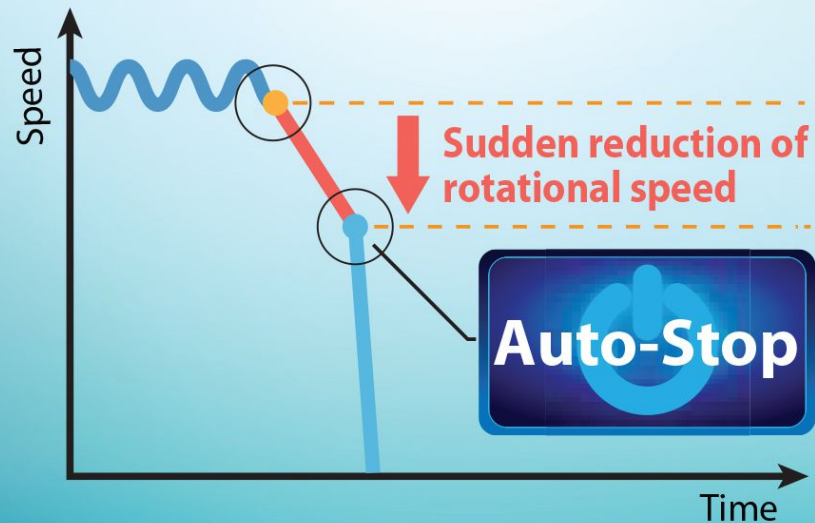 Speed
Sudden reduction of
rotational speed
Auto-Stop
Time